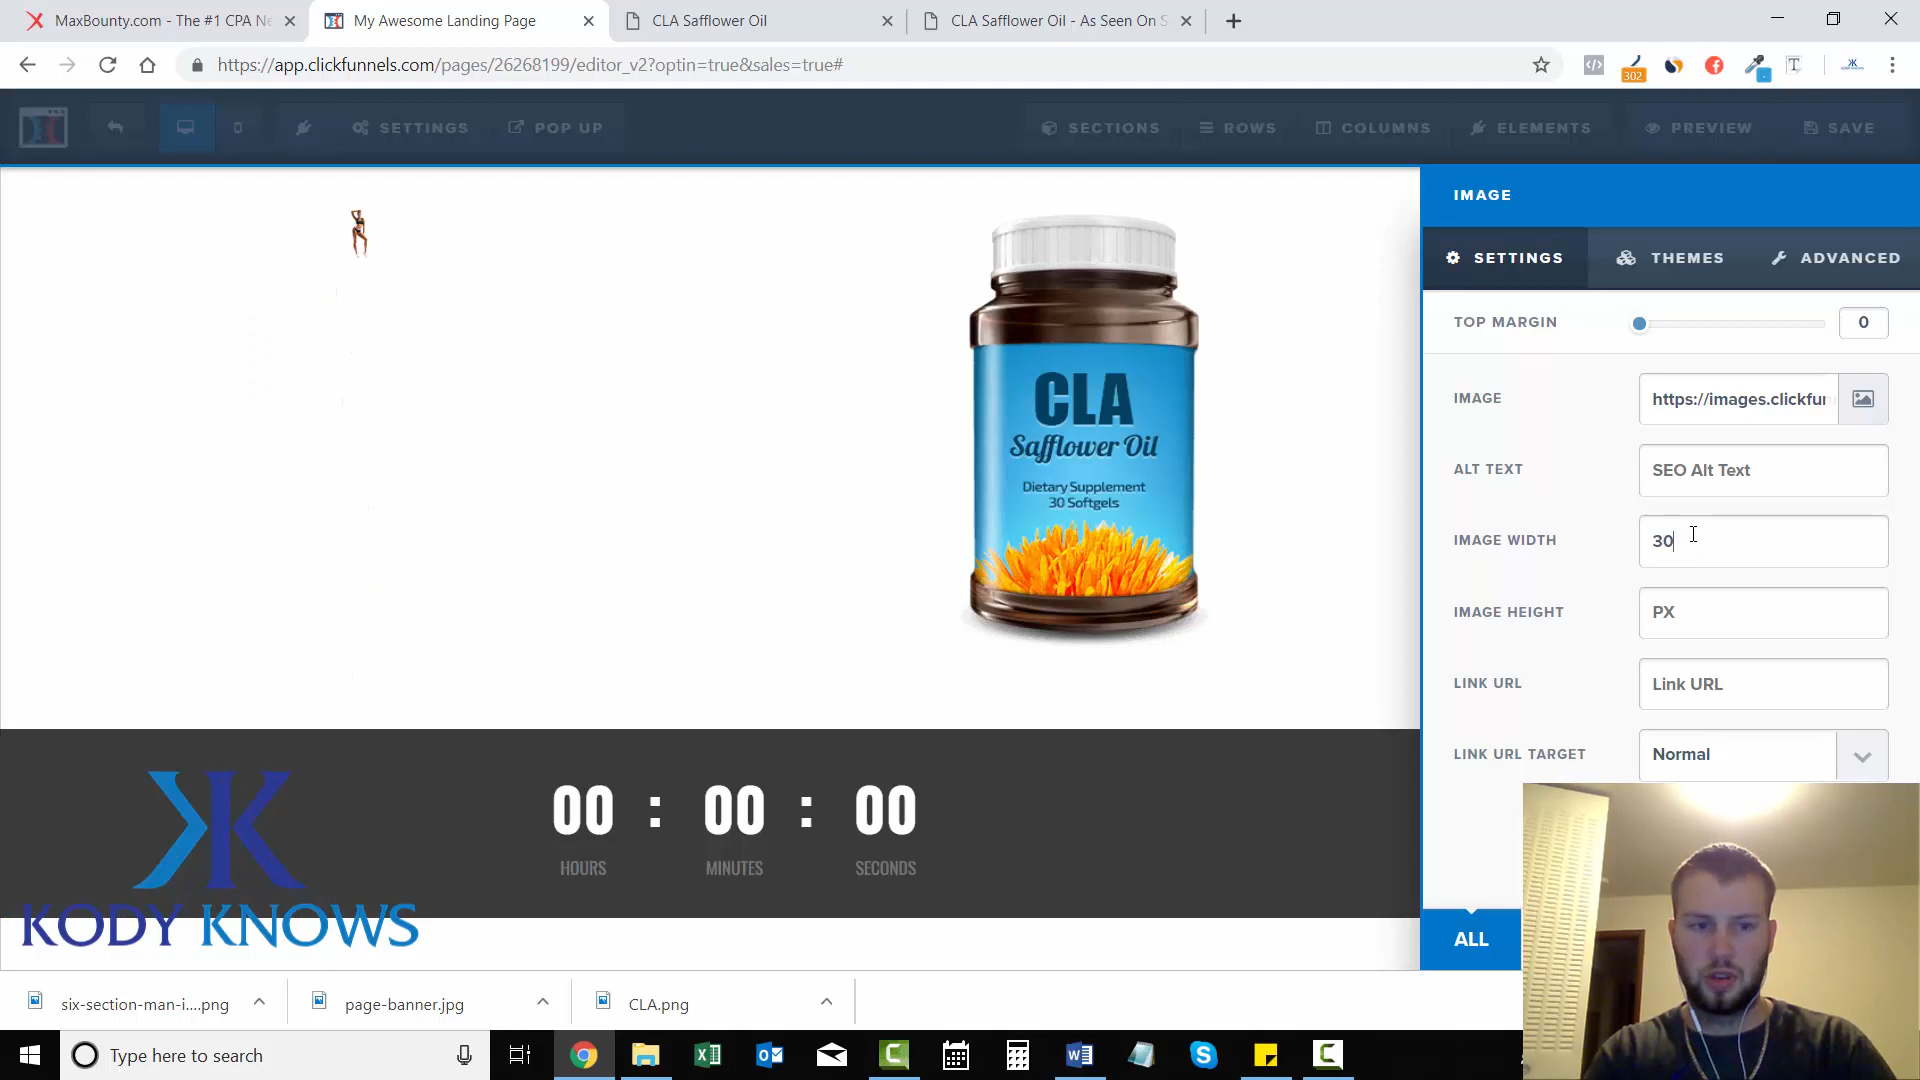 MaxBounty.com - The #1 CPA Ne
My Awesome Landing Page
CLA Safflower Oil
CLA Safflower Oil - As Seen On S
https://app.clickfunnels.com/pages/26268199/editor_v2?optin=true&sales=true#
302
SETTINGS
POP UP
SECTIONS
ROWS
COLUMNS
ELEMENTS
PREVIEW
SAVE
IMAGE
SETTINGS
THEMES
ADVANCED
TOP MARGIN
0
IMAGE
https://images.clickfun
ALT TEXT
SEO Alt Text
IMAGE WIDTH
30
IMAGE HEIGHT
PX
LINK URL
Link URL
LINK URL TARGET
Normal
ALL
CLA
Safflower Oil
Dietary Supplement
30 Softgels
00 : 00 : 00
HOURS
MINUTES
SECONDS
KODY KNOWS
six-section-man-i....png
page-banner.jpg
CLA.png
Type here to search